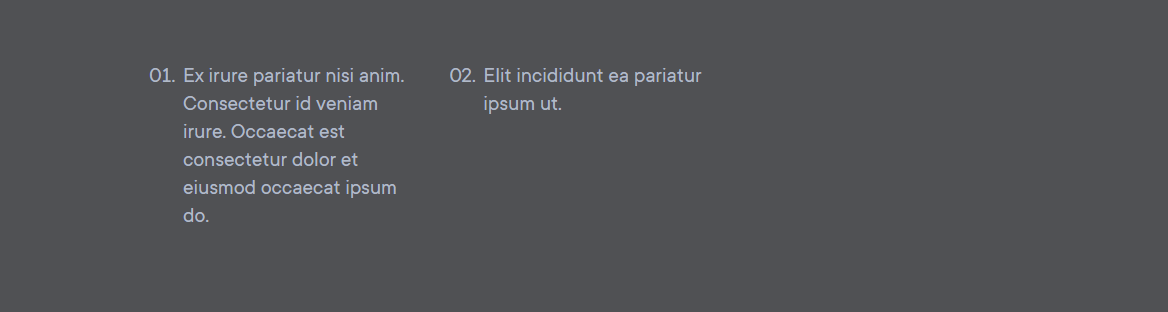 01. Ex irure pariatur nisi anim.
Consectetur id veniam
irure. Occaecat est
consectetur dolor et
eiusmod occaecat ipsum
do.
02. Elit incididunt ea pariatur
ipsum ut.